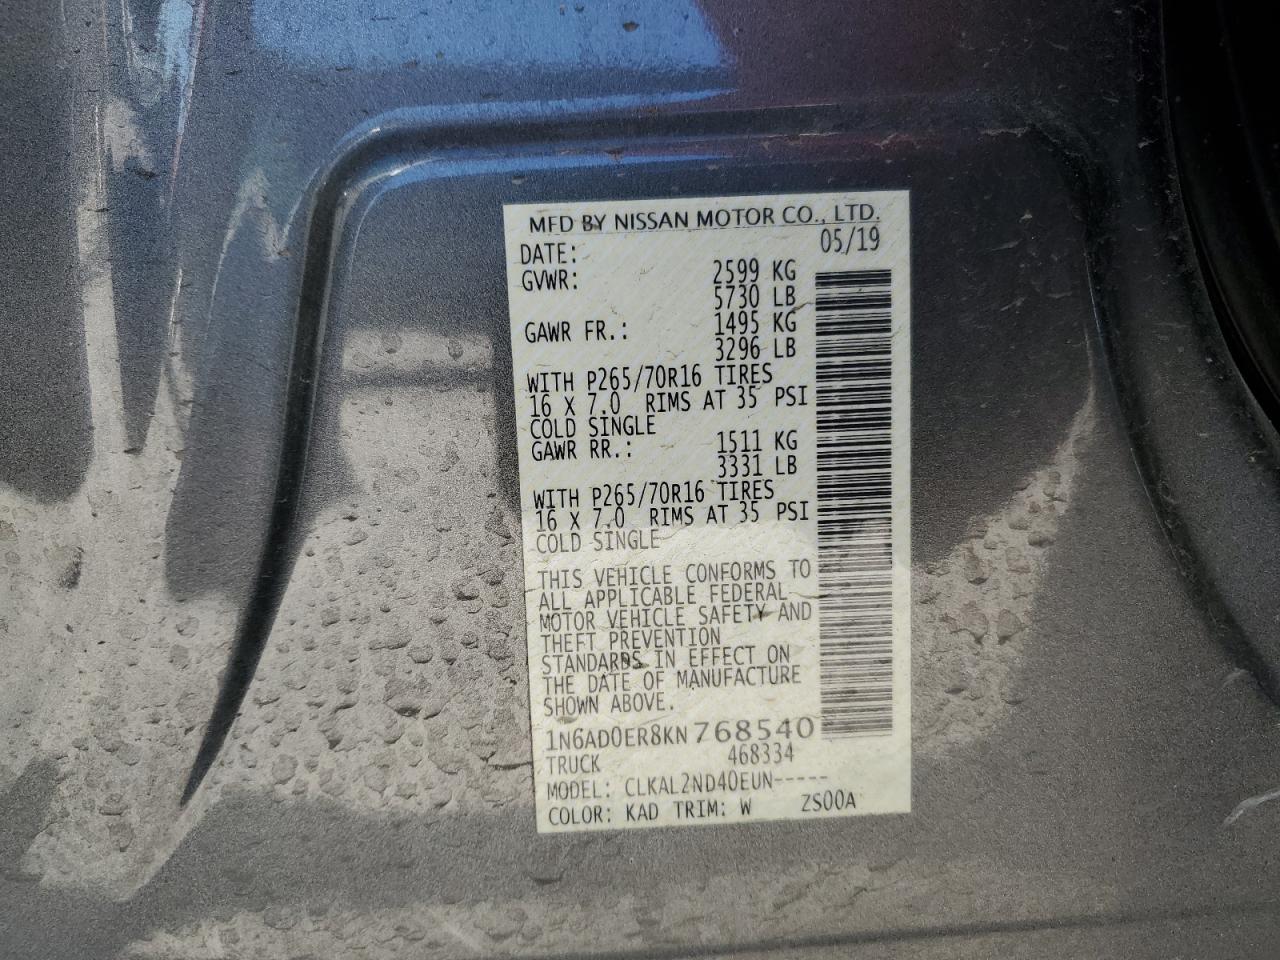 MFD BY NISSAN MOTOR CO., LTD.
DATE: 05/19
GVWR: 2599 KG
5730 LB
GAWR FR.: 1495 KG
3296 LB
WITH P265/70R16 TIRES
16 X 7.0 RIMS AT 35 PSI
COLD SINGLE
GAWR RR.: 1511 KG
3331 LB
WITH P265/70R16 TIRES
16 X 7.0 RIMS AT 35 PSI
COLD SINGLE
THIS VEHICLE CONFORMS TO
ALL APPLICABLE FEDERAL
MOTOR VEHICLE SAFETY AND
THEFT PREVENTION
STANDARDS IN EFFECT ON
THE DATE OF MANUFACTURE
SHOWN ABOVE.
1N6AD0ER8KN768540
TRUCK 468334
MODEL: CLKAL2ND40EUN-----
COLOR: KAD TRIM: W ZS00A